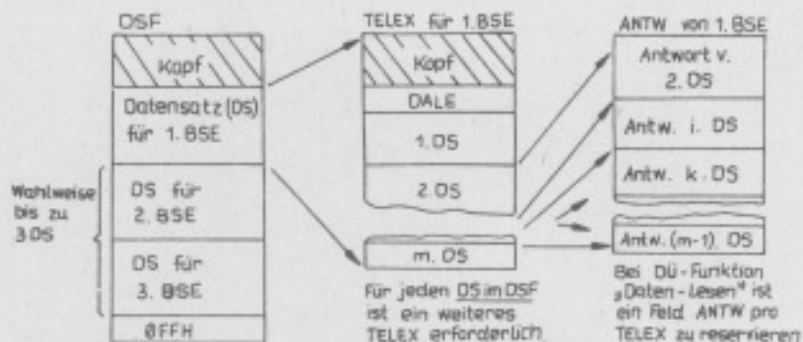 DSF
Kopf
Datensatz (DS)
für 1. BSE
Wahlweise
bis zu
3 DS
DS für
2. BSE
DS für
3. BSE
ØFFH
TELEX für 1. BSE
Kopf
DALE
1. DS
2. DS
m. DS
Für jeden DS im DSF
ist ein weiteres
TELEX erforderlich
ANTW von 1. BSE
Antwort v.
2. DS
Antw. i. DS
Antw. k. DS
Antw. (m-1). DS
Bei DÜ-Funktion
„Daten-Lesen" ist
ein Feld ANTW pro
TELEX zu reservieren